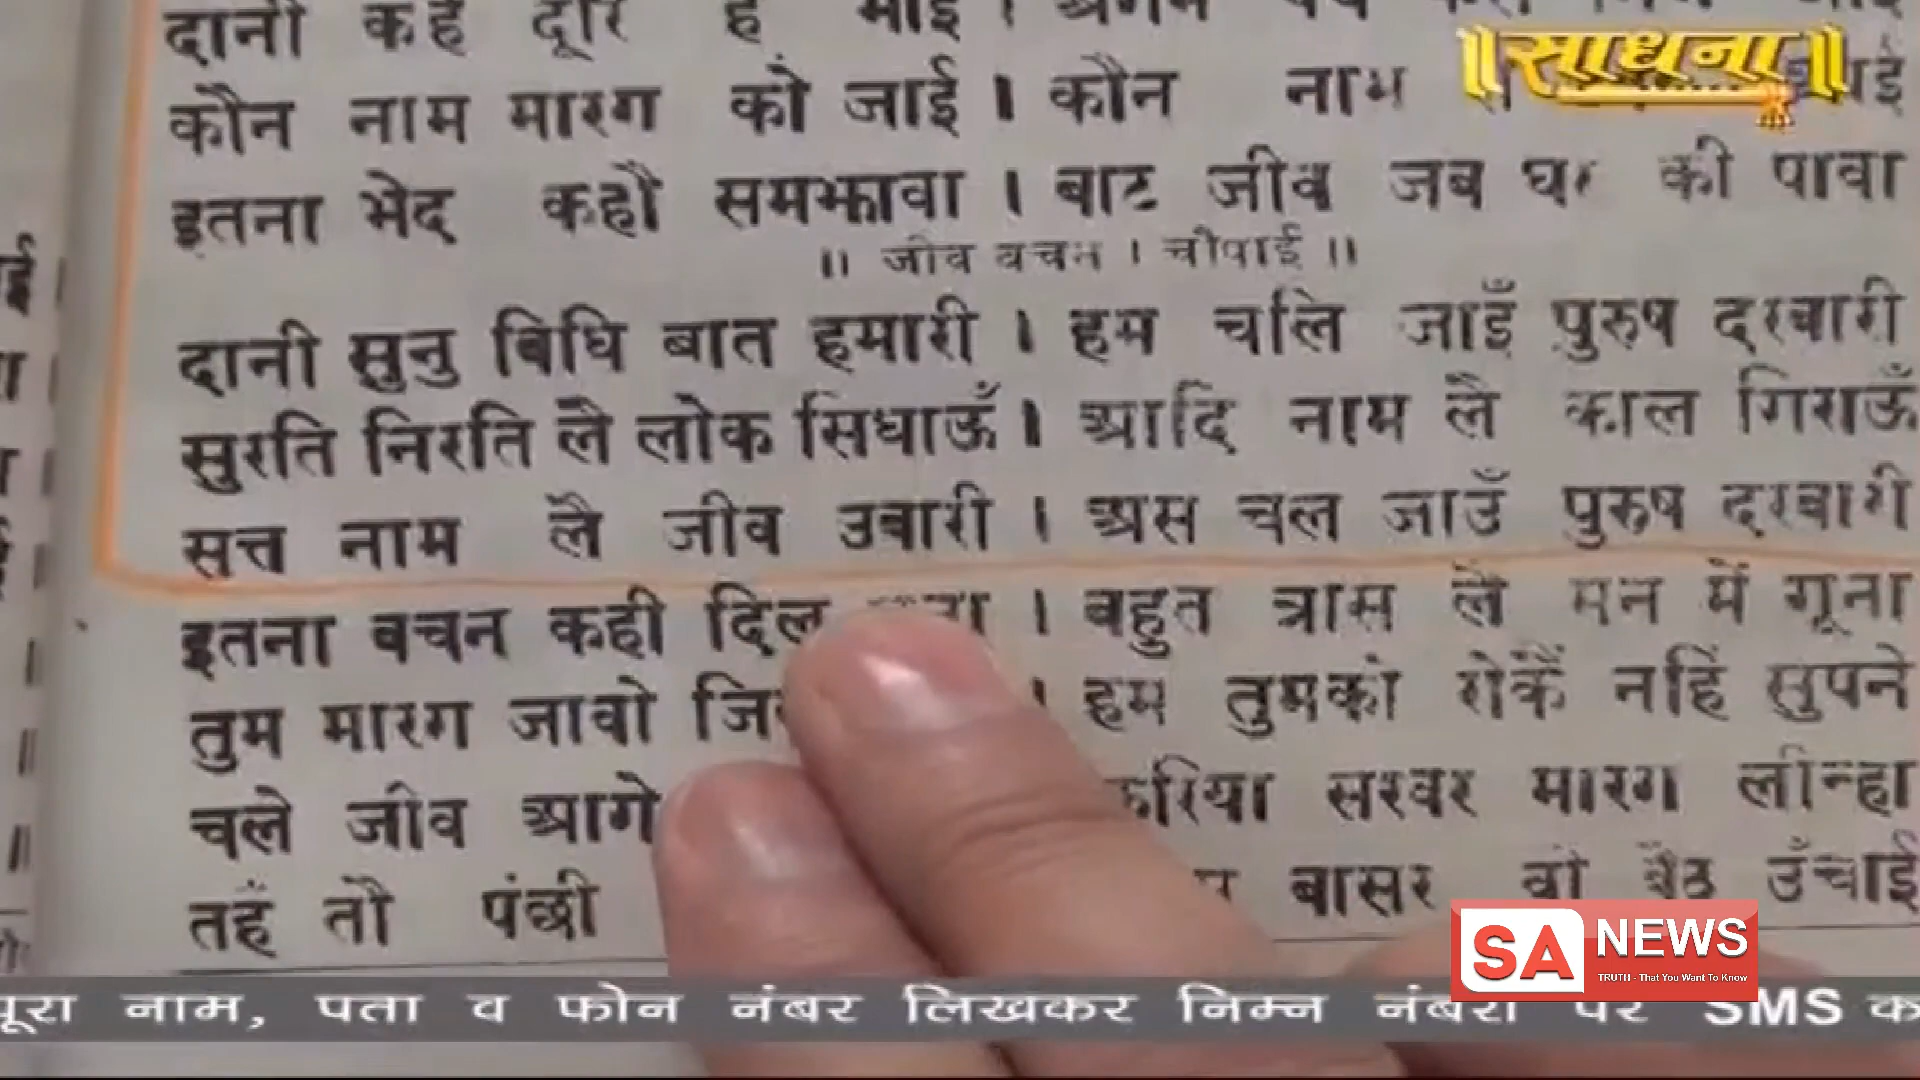 दानी कहै दूरि है भाई ।
॥ साधना ॥
कौन नाम मारग को जाई । कौन नाम
इतना भेद कहौ समझावा । बाट जीव जब घर की पावा
॥ जीव बचन । चौपाई ॥
दानी सुनु बिधि बात हमारी । हम चलि जाइँ पुरुष दरबारी
सुरति निरति लै लोक सिधाऊँ । आदि नाम लै काल गिराऊँ
सत्त नाम लै जीव उबारी । अस चल जाउँ पुरुष दरबारी
इतना बचन कही दिल । बहुत त्रास लै मन में गूना
तुम मारग जावो । हम तुमको रोकैं नहिं सुपने
चले जीव आगे सरवर मारग लीन्हा
तहँ तौ पंछी बासर वो बैठ उँचाई
SA NEWS
TRUTH - That You Want To Know
पूरा नाम, पता व फोन नंबर लिखकर निम्न नंबरों पर SMS क